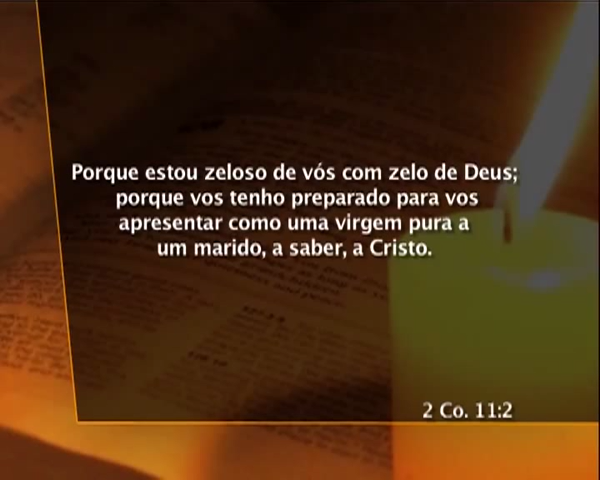 Porque estou zeloso de vós com zelo de Deus;
porque vos tenho preparado para vos
apresentar como uma virgem pura a
um marido, a saber, a Cristo.
2 Co. 11:2